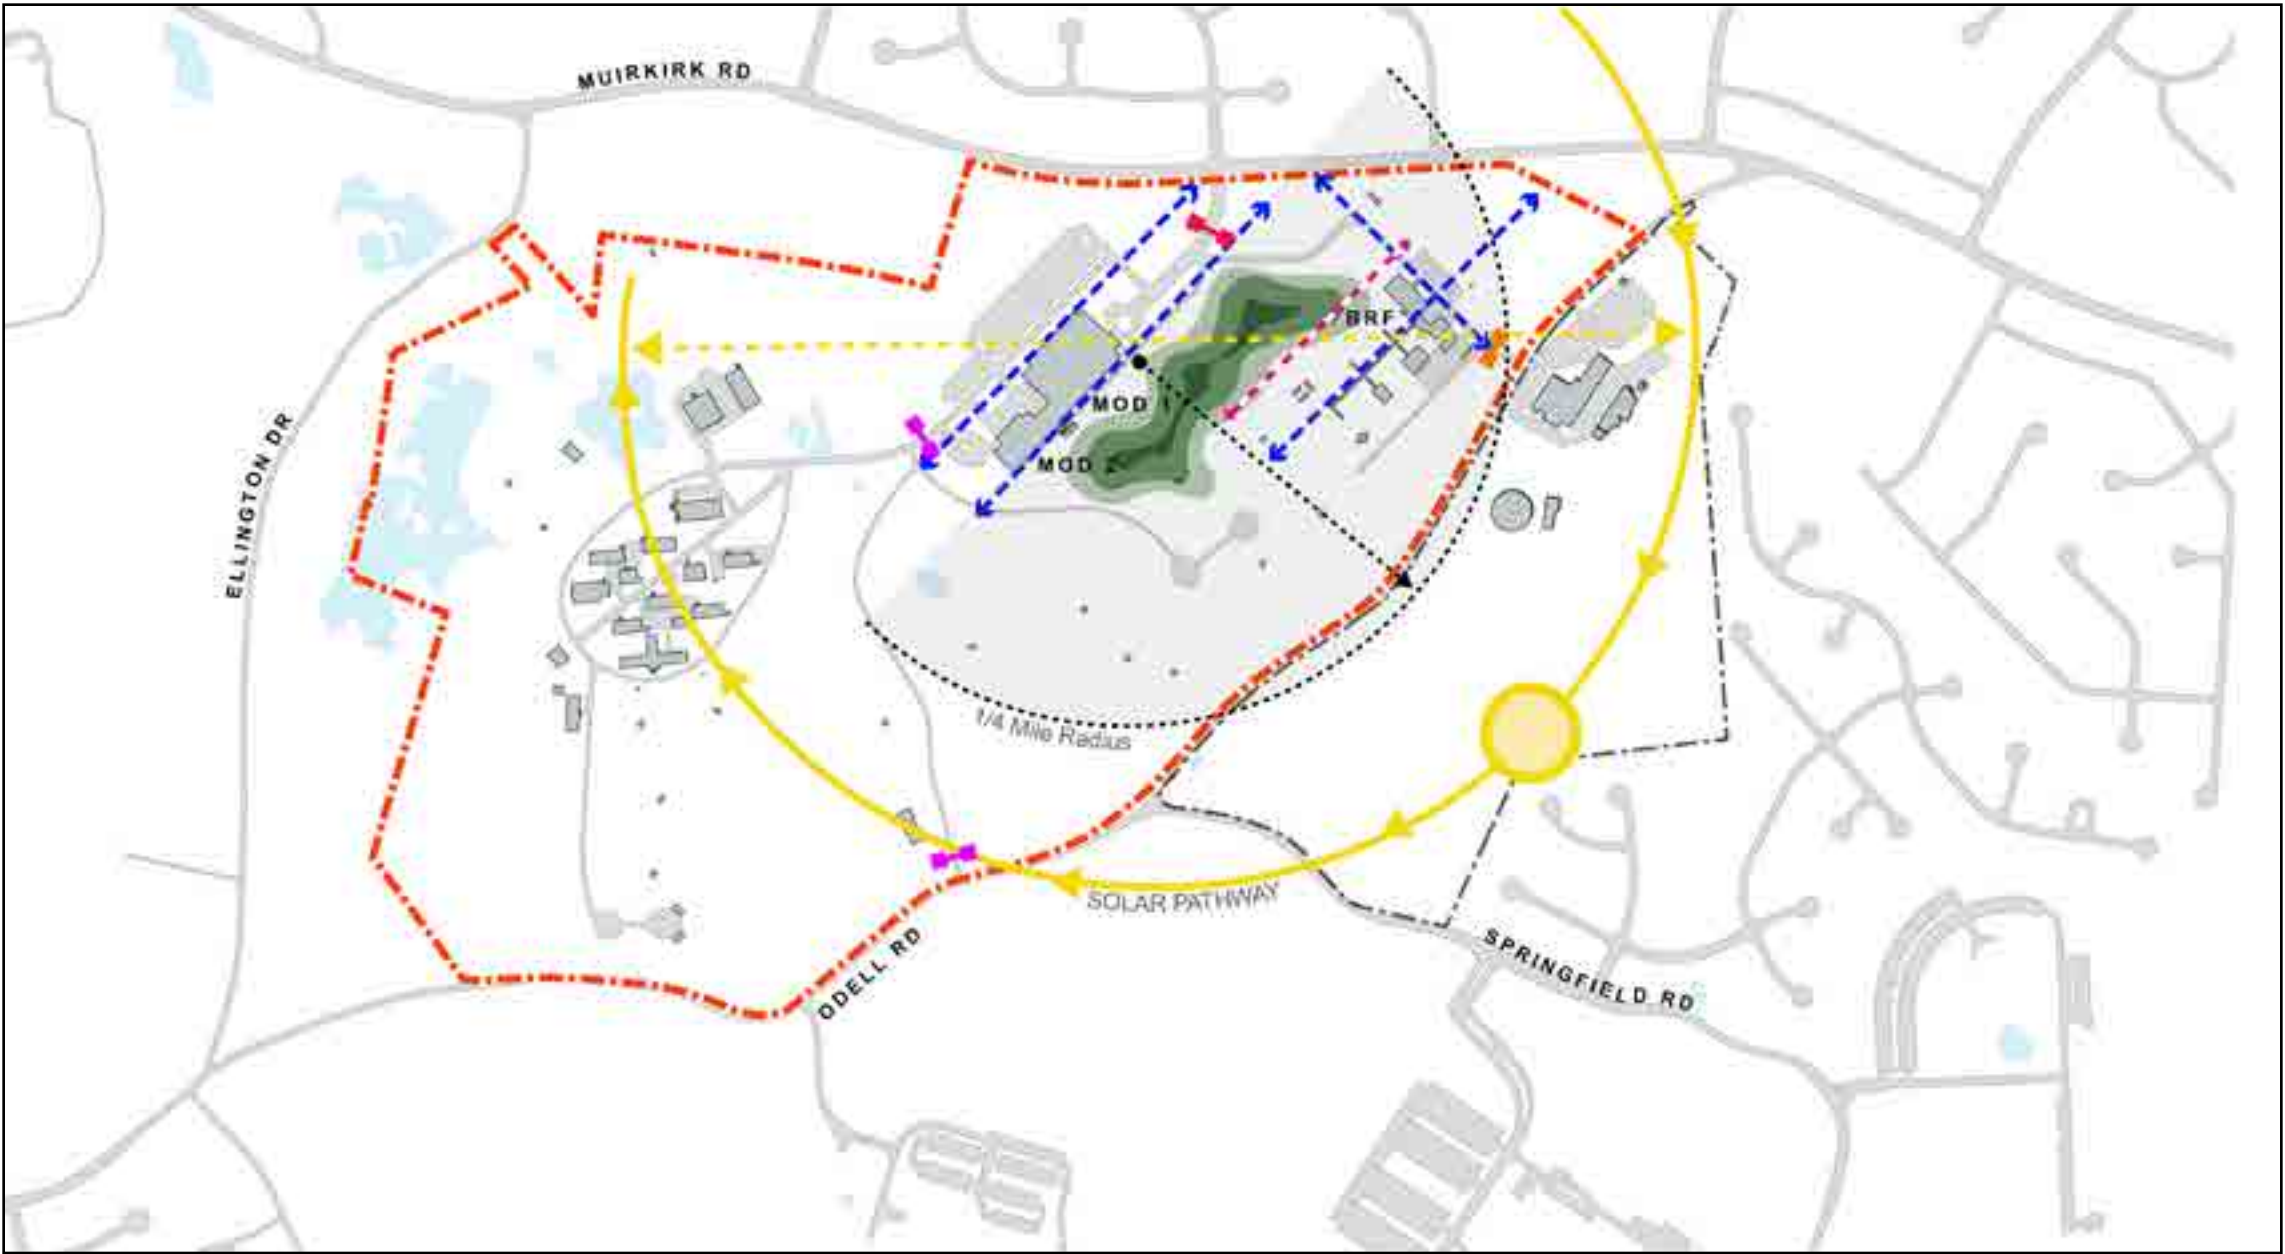 MUIRKIRK RD
BRF
MOD 1
MOD 2
ELLINGTON DR
1/4 Mile Radius
SOLAR PATHWAY
ODELL RD
SPRINGFIELD RD